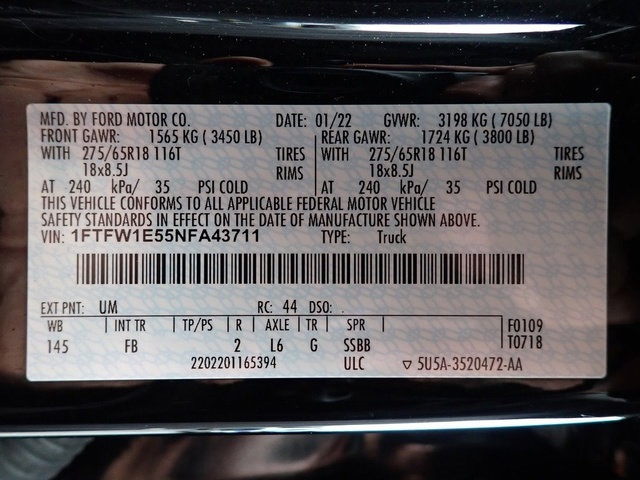 MFD. BY FORD MOTOR CO. DATE: 01/22 GVWR: 3198 KG ( 7050 LB)
FRONT GAWR: 1565 KG ( 3450 LB) REAR GAWR: 1724 KG ( 3800 LB)
WITH 275/65R18 116T TIRES WITH 275/65R18 116T TIRES
18x8.5J RIMS 18x8.5J RIMS
AT 240 kPa/ 35 PSI COLD AT 240 kPa/ 35 PSI COLD
THIS VEHICLE CONFORMS TO ALL APPLICABLE FEDERAL MOTOR VEHICLE
SAFETY STANDARDS IN EFFECT ON THE DATE OF MANUFACTURE SHOWN ABOVE.
VIN: 1FTFW1E55NFA43711 TYPE: Truck
EXT PNT: UM RC: 44 DSO:
WB INT TR TP/PS R AXLE TR SPR F0109
145 FB 2 L6 G SSBB T0718
2202201165394 ULC ▽ 5U5A-3520472-AA